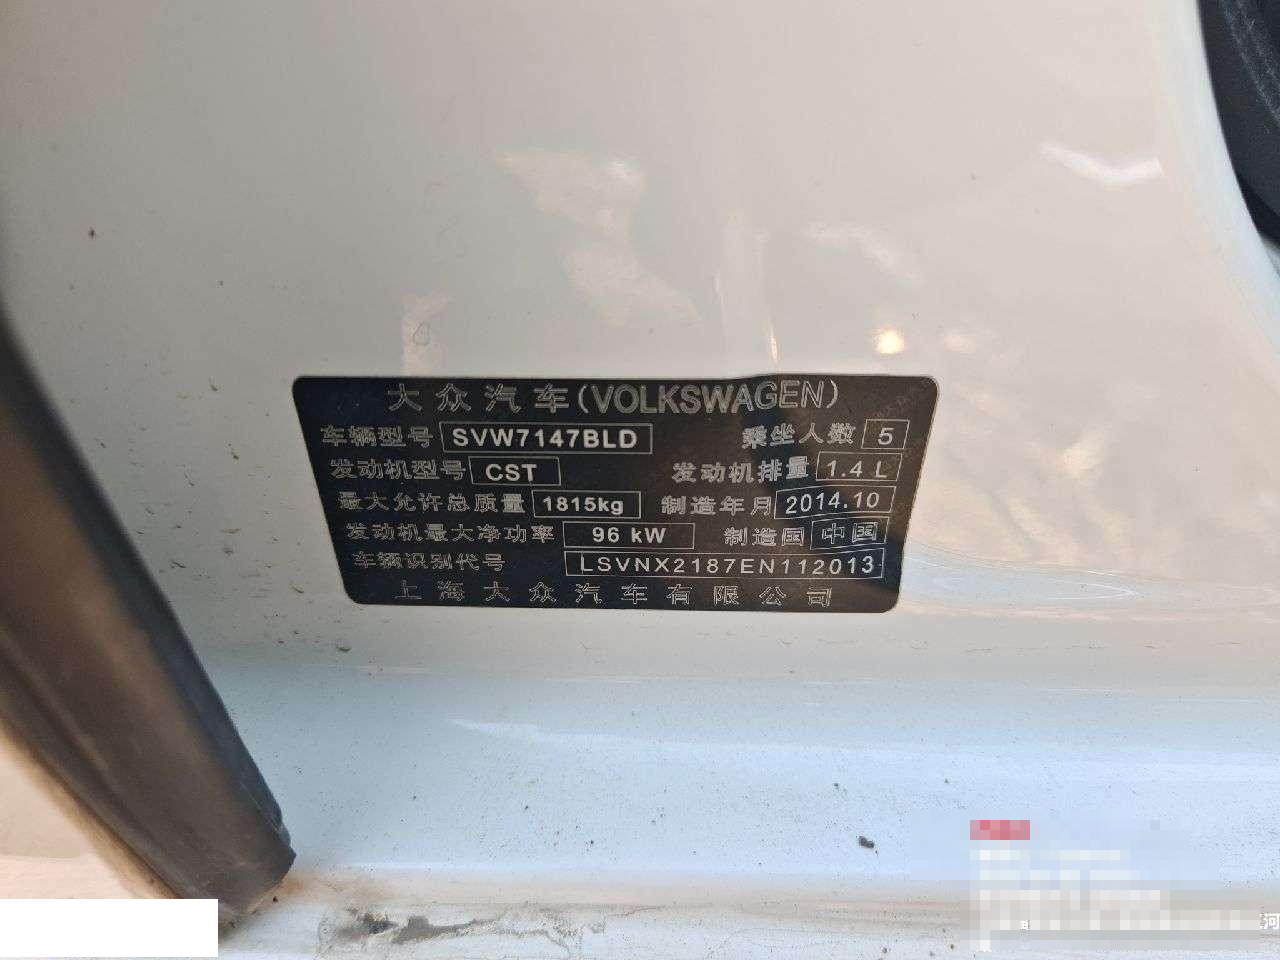 大众汽车(VOLKSWAGEN)
车辆型号 SVW7147BLD 乘坐人数 5
发动机型号 CST 发动机排量 1.4 L
最大允许总质量 1815kg 制造年月 2014.10
发动机最大净功率 96 kW 制造国 中国
车辆识别代号 LSVNX2187EN112013
上海大众汽车有限公司
河